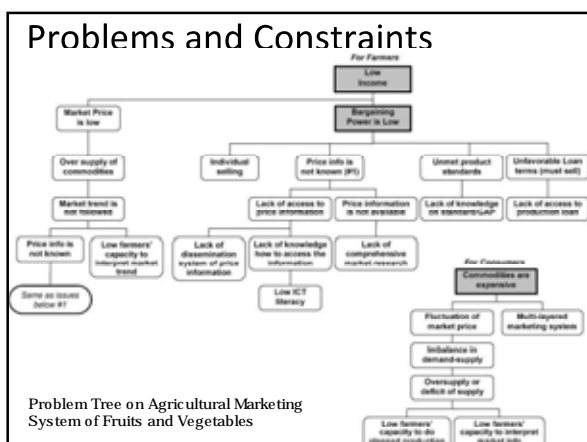 Problems and Constraints
For Farmers
Low
Income
Market Price
is low
Bargaining
Power is Low
Over supply of
commodities
Individual
selling
Price info is
not known (#1)
Unmet product
standards
Unfavorable Loan
terms (must sell)
Market trend is
not followed
Lack of access to
price information
Price information
is not available
Lack of knowledge
on standard/GAP
Lack of access to
production loan
Price info is
not known
Low farmers'
capacity to
interpret market
trend
Lack of
dissemination
system of price
information
Lack of knowledge
how to access the
information
Lack of
comprehensive
market research
Same as issues
below #1
Low ICT
literacy
For Consumers
Commodities are
expensive
Fluctuation of
market price
Multi-layered
marketing system
Imbalance in
demand-supply
Oversupply or
deficit of supply
Low farmers'
capacity to do
planned production
Low farmers'
capacity to interpret
market info
Problem Tree on Agricultural Marketing
System of Fruits and Vegetables